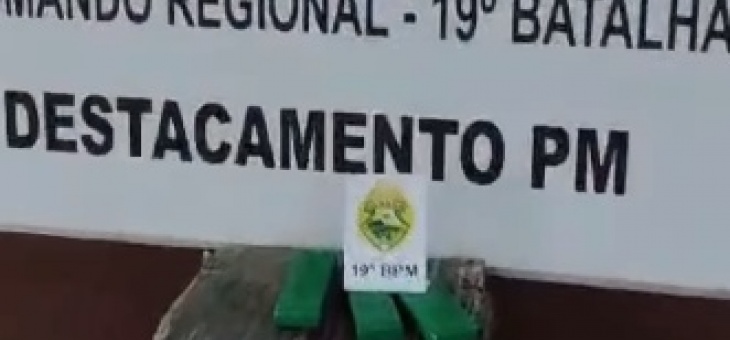 MANDO REGIONAL - 19º BATALHA
DESTACAMENTO PM
19º BPM